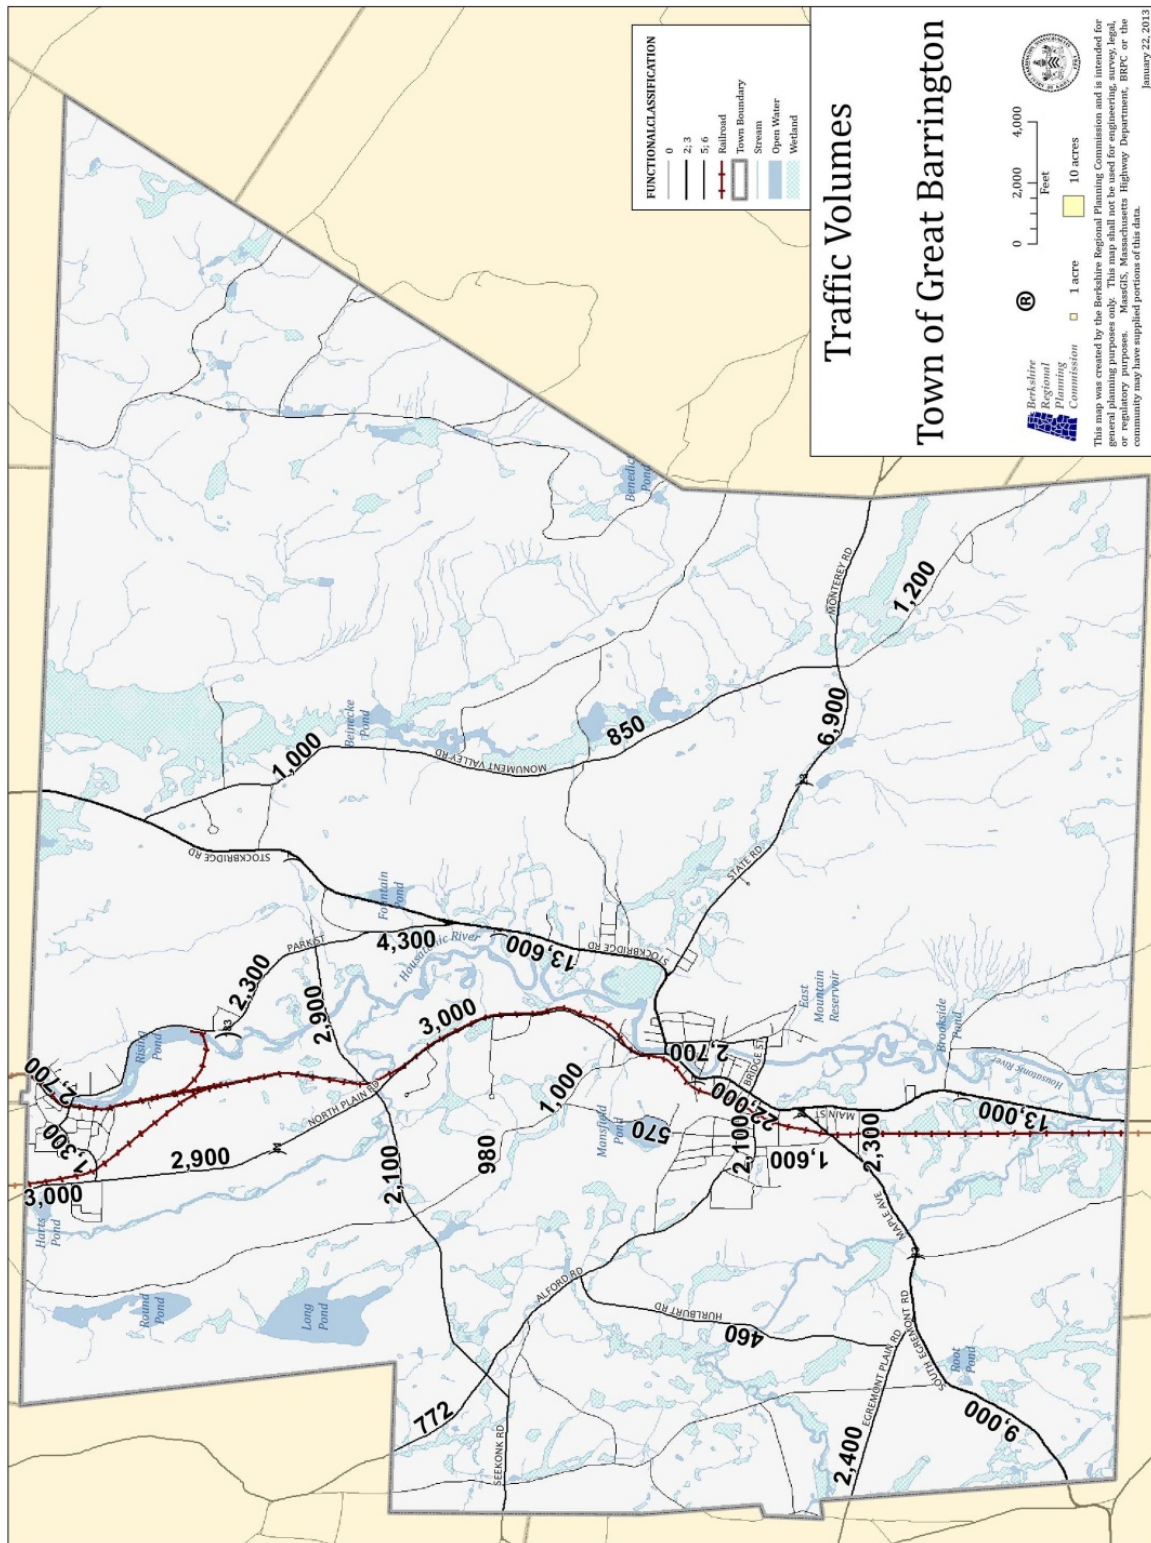 FUNCTIONALCLASSIFICATION
0
2; 3
5; 6
Railroad
Town Boundary
Stream
Open Water
Wetland
Traffic Volumes
Town of Great Barrington
Berkshire
Regional
Planning
Commission
®
0 2,000 4,000
Feet
1 acre
10 acres
This map was created by the Berkshire Regional Planning Commission and is intended for
general planning purposes only. This map shall not be used for engineering, survey, legal,
or regulatory purposes. MassGIS, Massachusetts Highway Department, BRPC or the
community may have supplied portions of this data.
January 22, 2013
Harts
Pond
3,000
1,300
2,700
Round
Pond
Long
Pond
2,900
41
NORTH PLAIN RD
Rising
Pond
183
2,300
PARK ST
2,900
4,300
Housatonic River
Fountain
Pond
STOCKBRIDGE RD
1,000
Beinecke
Pond
MONUMENT VALLEY RD
850
Benedict
Pond
2,100
3,000
980
1,000
13,600
STOCKBRIDGE RD
772
SEEKONK RD
ALFORD RD
HURLBURT RD
460
Mansfield
Pond
570
2,700
BRIDGE ST
22,000
2,100
1,600
MAIN ST
East
Mountain
Reservoir
STATE RD
23
6,900
MONTEREY RD
1,200
2,300
MAPLE AVE
EGREMONT PLAIN RD
2,400
SOUTH EGREMONT RD
Root
Pond
9,000
13,000
Brookside
Pond
Housatonic River